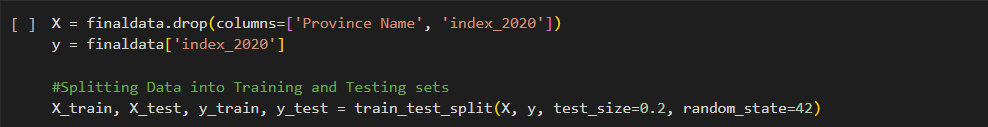 [ ] X = finaldata.drop(columns=['Province Name', 'index_2020'])
y = finaldata['index_2020']
#Splitting Data into Training and Testing sets
X_train, X_test, y_train, y_test = train_test_split(X, y, test_size=0.2, random_state=42)